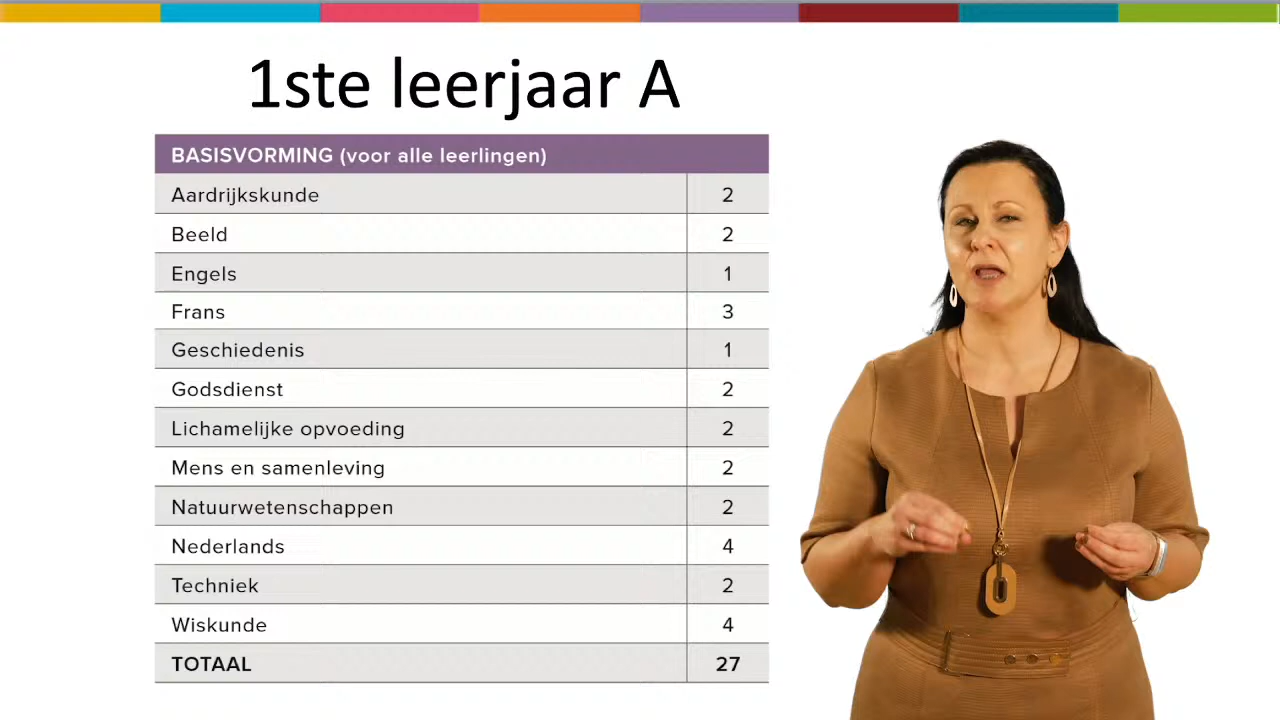 1ste leerjaar A
BASISVORMING (voor alle leerlingen)
Aardrijkskunde 2
Beeld 2
Engels 1
Frans 3
Geschiedenis 1
Godsdienst 2
Lichamelijke opvoeding 2
Mens en samenleving 2
Natuurwetenschappen 2
Nederlands 4
Techniek 2
Wiskunde 4
TOTAAL 27